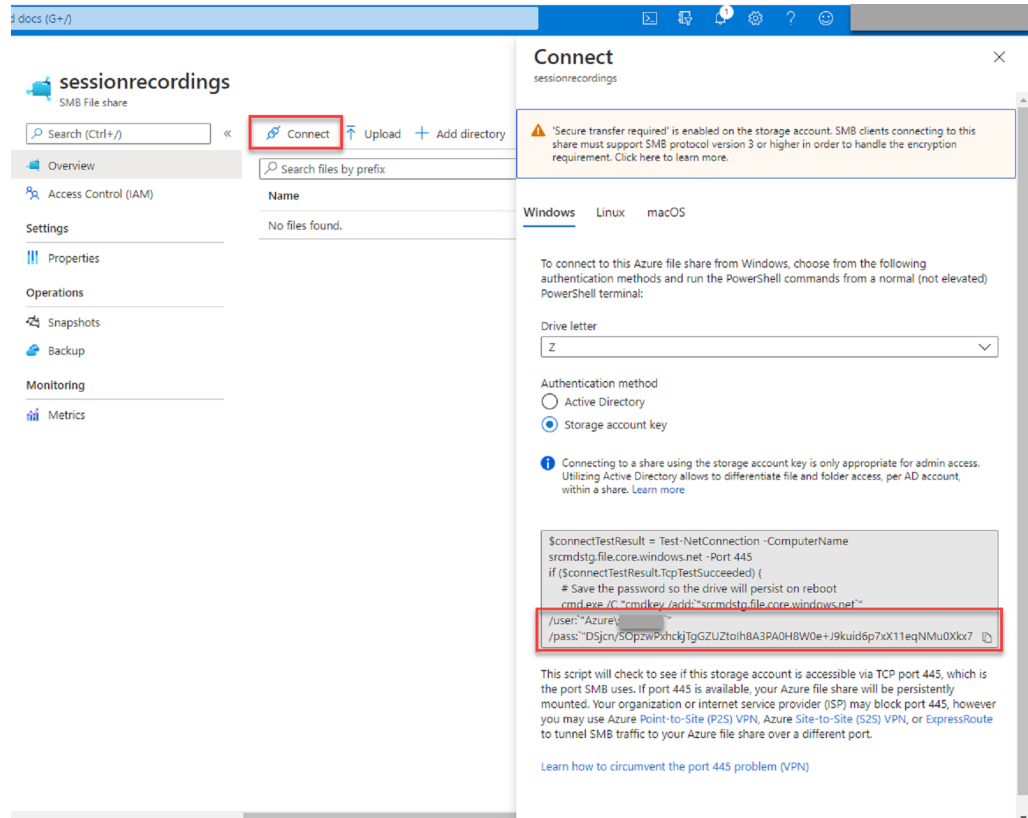 d docs (G+/)
1
sessionrecordings
SMB File share
Search (Ctrl+/)
«
Overview
Access Control (IAM)
Settings
Properties
Operations
Snapshots
Backup
Monitoring
Metrics
Connect
Upload
Add directory
Search files by prefix
Name
No files found.
Connect
sessionrecordings
'Secure transfer required' is enabled on the storage account. SMB clients connecting to this
share must support SMB protocol version 3 or higher in order to handle the encryption
requirement. Click here to learn more.
Windows Linux macOS
To connect to this Azure file share from Windows, choose from the following
authentication methods and run the PowerShell commands from a normal (not elevated)
PowerShell terminal:
Drive letter
Z
Authentication method
Active Directory
Storage account key
Connecting to a share using the storage account key is only appropriate for admin access.
Utilizing Active Directory allows to differentiate file and folder access, per AD account,
within a share. Learn more
$connectTestResult = Test-NetConnection -ComputerName
srcmdstg.file.core.windows.net -Port 445
if ($connectTestResult.TcpTestSucceeded) {
# Save the password so the drive will persist on reboot
cmd.exe /C "cmdkey /add:`"srcmdstg.file.core.windows.net`"
/user:`"Azure\
/pass:`"DSjcn/SOpzwPxhckjTgGZUZtoIh8A3PA0H8W0e+J9kuid6p7xX11eqNMu0Xkx7
This script will check to see if this storage account is accessible via TCP port 445, which is
the port SMB uses. If port 445 is available, your Azure file share will be persistently
mounted. Your organization or internet service provider (ISP) may block port 445, however
you may use Azure Point-to-Site (P2S) VPN, Azure Site-to-Site (S2S) VPN, or ExpressRoute
to tunnel SMB traffic to your Azure file share over a different port.
Learn how to circumvent the port 445 problem (VPN)